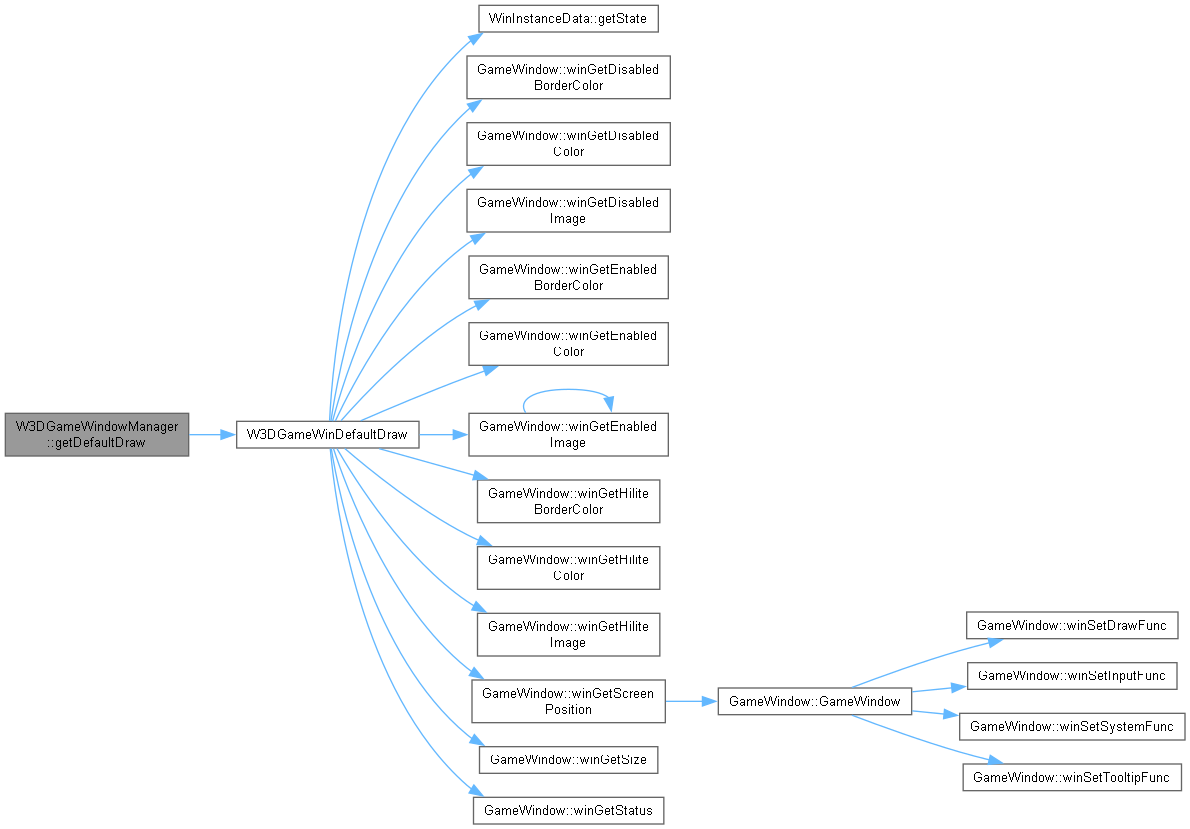 W3DGameWindowManager
::getDefaultDraw
W3DGameWinDefaultDraw
WinInstanceData::getState
GameWindow::winGetDisabled
BorderColor
GameWindow::winGetDisabled
Color
GameWindow::winGetDisabled
Image
GameWindow::winGetEnabled
BorderColor
GameWindow::winGetEnabled
Color
GameWindow::winGetEnabled
Image
GameWindow::winGetHilite
BorderColor
GameWindow::winGetHilite
Color
GameWindow::winGetHilite
Image
GameWindow::winGetScreen
Position
GameWindow::winGetSize
GameWindow::winGetStatus
GameWindow::GameWindow
GameWindow::winSetDrawFunc
GameWindow::winSetInputFunc
GameWindow::winSetSystemFunc
GameWindow::winSetTooltipFunc